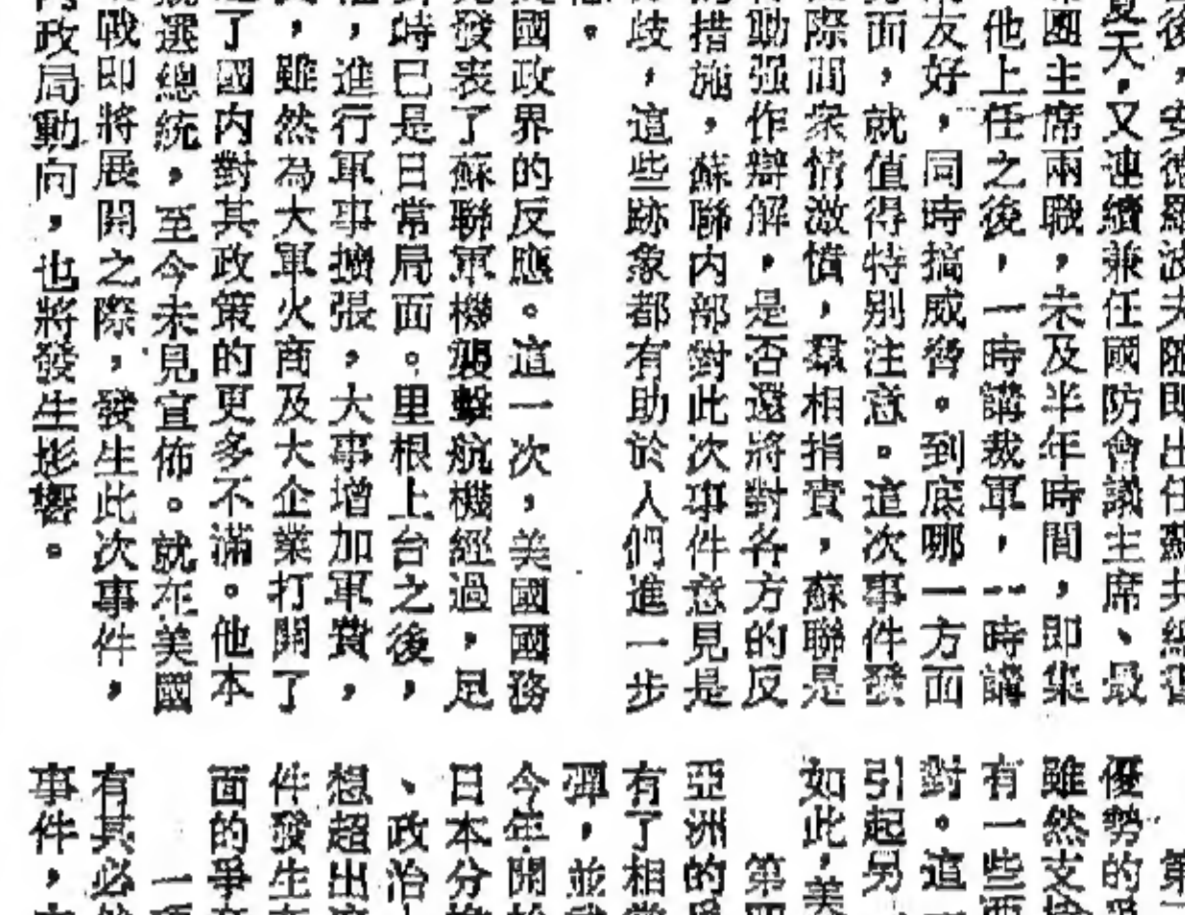 後，安德羅波夫隨即出任蘇共總書
夏天，又連續兼任國防會議主席、最
團主席兩職，未及半年時間，即集
他上任之後，一時講裁軍，一時講
友好，同時搞威脅。到底哪一方面
面，就值得特別注意。這次事件發
際間羣情激憤，羣相指責，蘇聯是
動强作辯解，是否還將對各方的反
措施，蘇聯内部對此次事件意見是
歧，這些跡象都有助於人們進一步
。
國政界的反應。這一次，美國國務
發表了蘇聯軍機襲擊航機經過，足
時已是日常局面。里根上台之後，
，進行軍事擴張，大事增加軍費，
，雖然為大軍火商及大企業打開了
了國内對其政策的更多不滿。他本
選總統，至今未見宣佈。就在美國
戰即將展開之際，發生此次事件，
政局動向，也將發生影響。
第
優勢的
雖然支
有一些
對。這
引起另
如此，美
第
亞洲的
有了相
彈，並
今年開
日本分
、政治
想超出
件發生
面的爭
一項
有其必
事件，